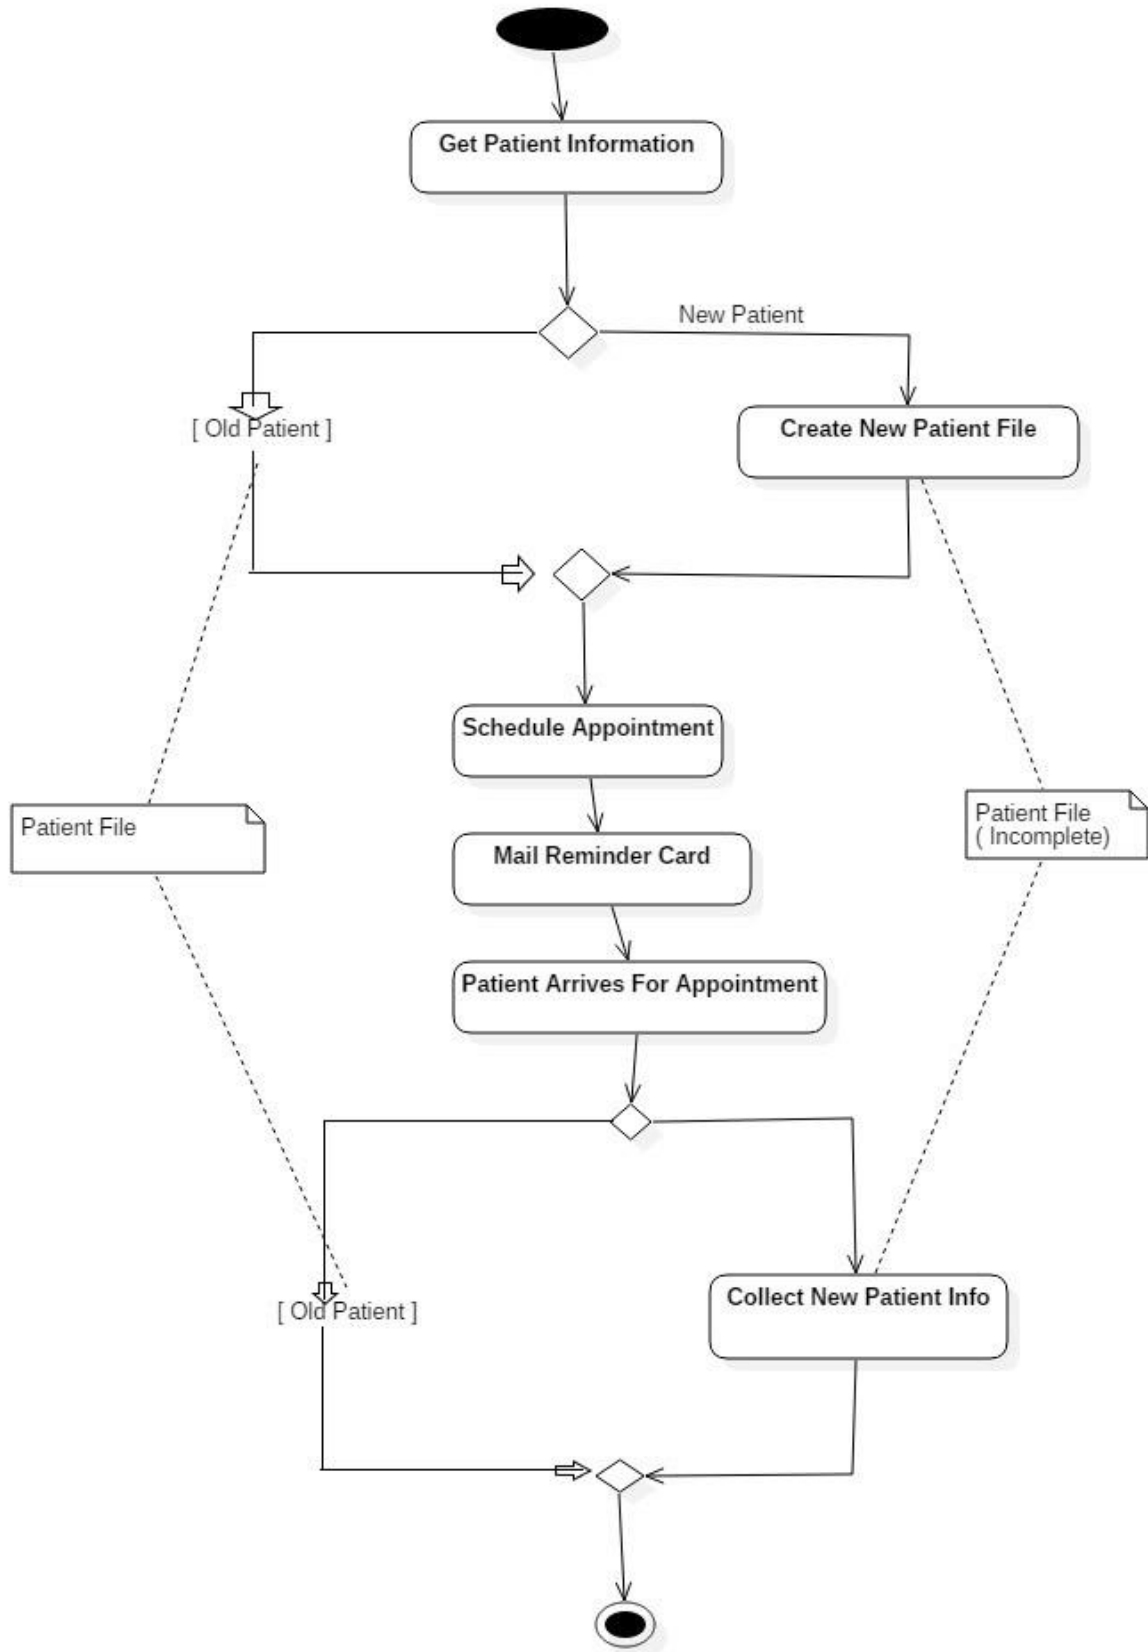 Get Patient Information
New Patient
[ Old Patient ]
Create New Patient File
Schedule Appointment
Patient File
Patient File
( Incomplete)
Mail Reminder Card
Patient Arrives For Appointment
[ Old Patient ]
Collect New Patient Info